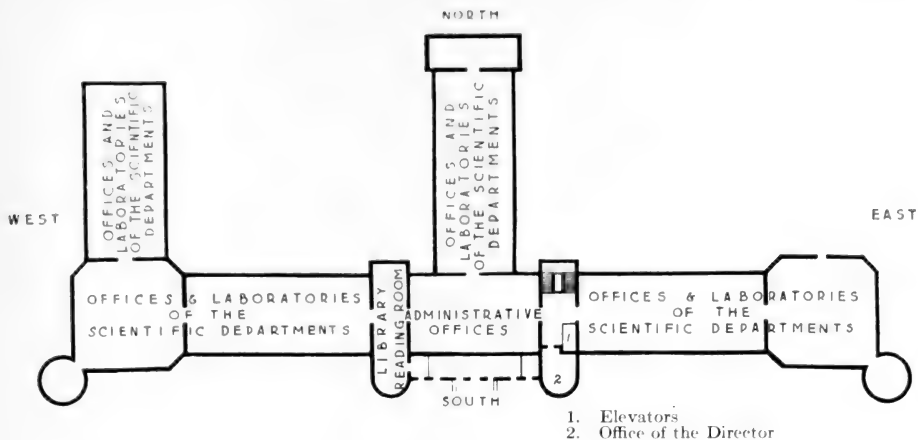 NORTH
OFFICES AND
LABORATORIES
OF THE SCIENTIFIC
DEPARTMENTS
OFFICES AND
LABORATORIES
OF THE SCIENTIFIC
DEPARTMENTS
WEST
EAST
OFFICES & LABORATORIES
OF THE
SCIENTIFIC DEPARTMENTS
LIBRARY
READING ROOM
ADMINISTRATIVE
OFFICES
OFFICES & LABORATORIES
OF THE
SCIENTIFIC DEPARTMENTS
1
2
SOUTH
1. Elevators
2. Office of the Director